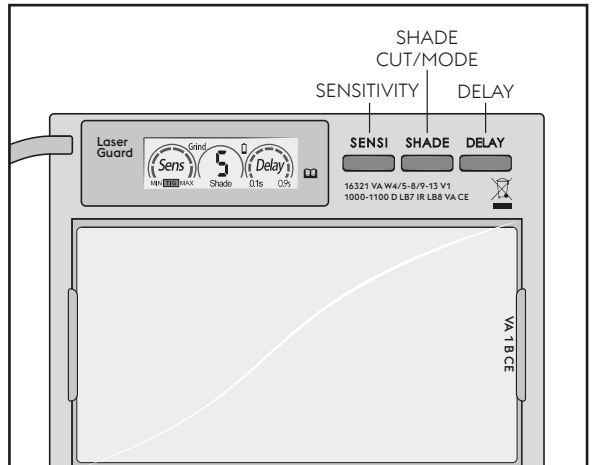 SHADE
CUT/MODE
SENSITIVITY DELAY
Laser
Guard
Grind
Sens 5 Delay
MIN TIG MAX Shade 0.1s 0.9s
SENSI SHADE DELAY
16321 VA W4/5-8/9-13 V1
1000-1100 D LB7 IR LB8 VA CE
VA 1 B CE